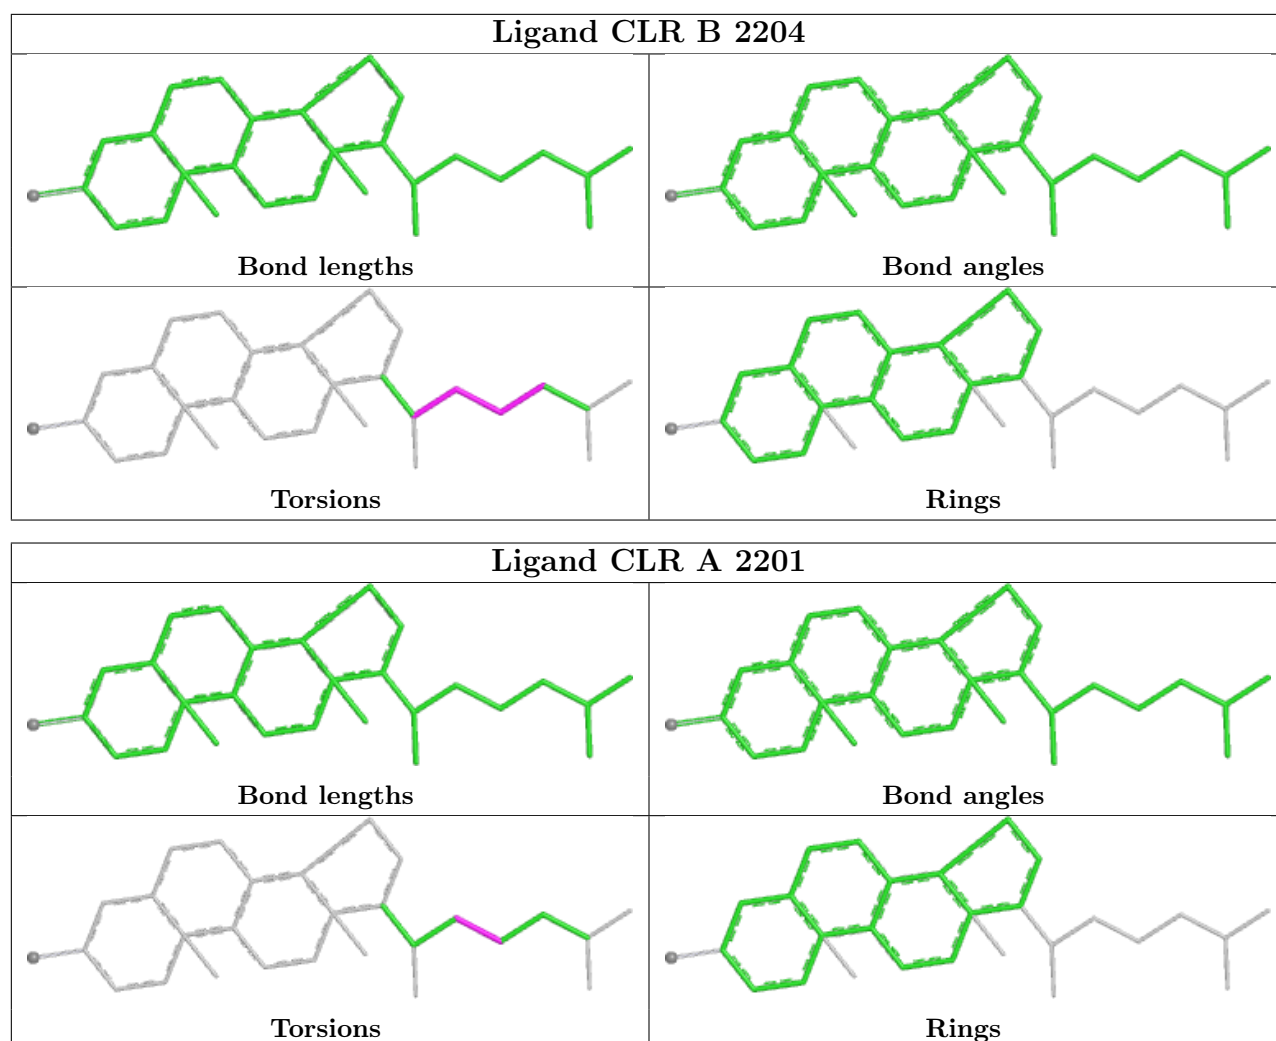 Ligand CLR B 2204
Bond lengths
Bond angles
Torsions
Rings
Ligand CLR A 2201
Bond lengths
Bond angles
Torsions
Rings